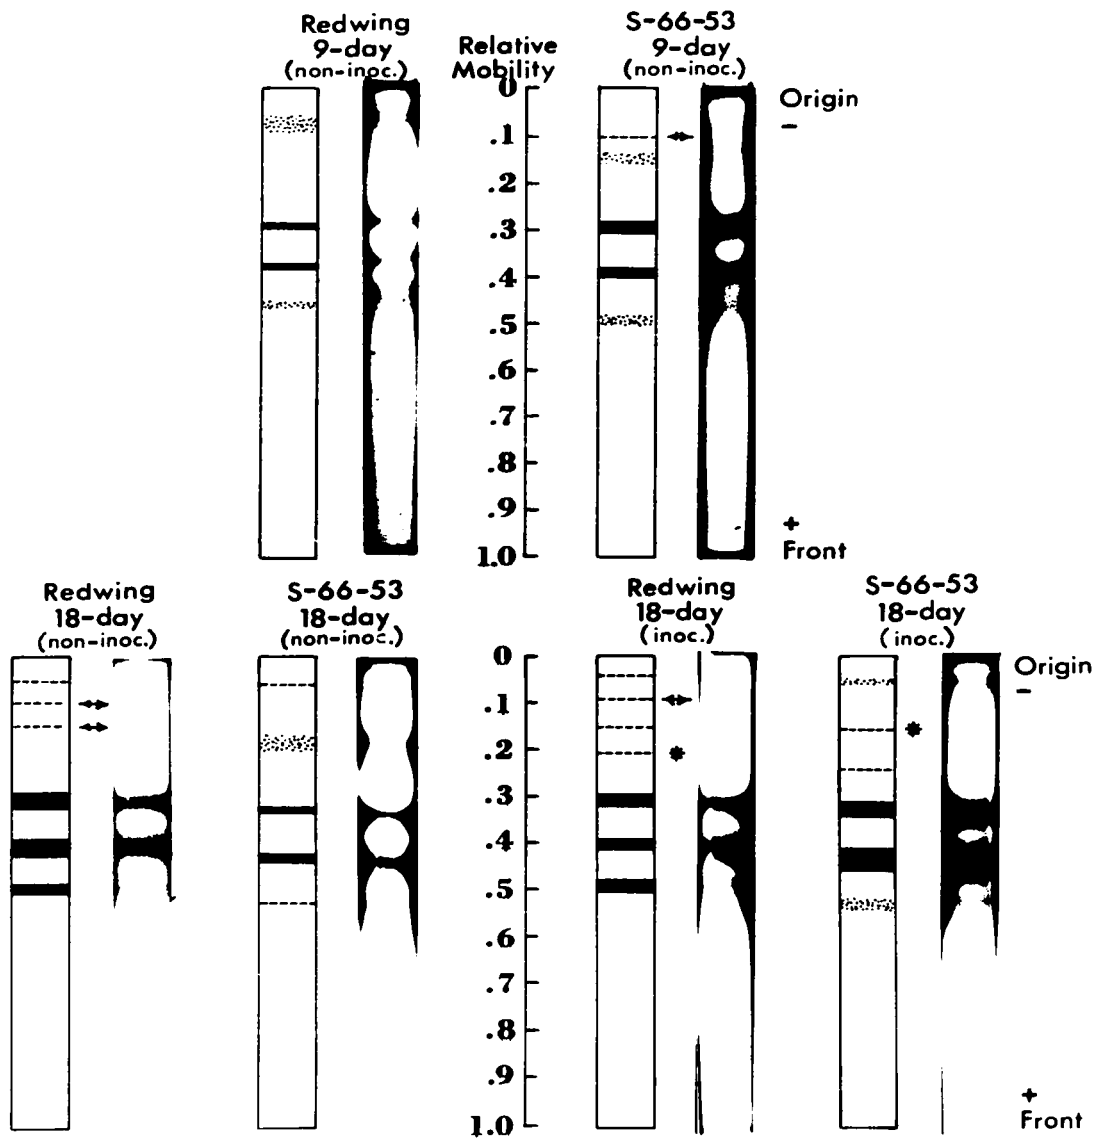 Redwing
9-day
(non-inoc.)
Relative
Mobility
S-66-53
9-day
(non-inoc.)
0
.1
.2
.3
.4
.5
.6
.7
.8
.9
1.0
Origin
−
+
Front
Redwing
18-day
(non-inoc.)
S-66-53
18-day
(non-inoc.)
Redwing
18-day
(inoc.)
S-66-53
18-day
(inoc.)
0
.1
.2
.3
.4
.5
.6
.7
.8
.9
1.0
*
*
Origin
−
+
Front